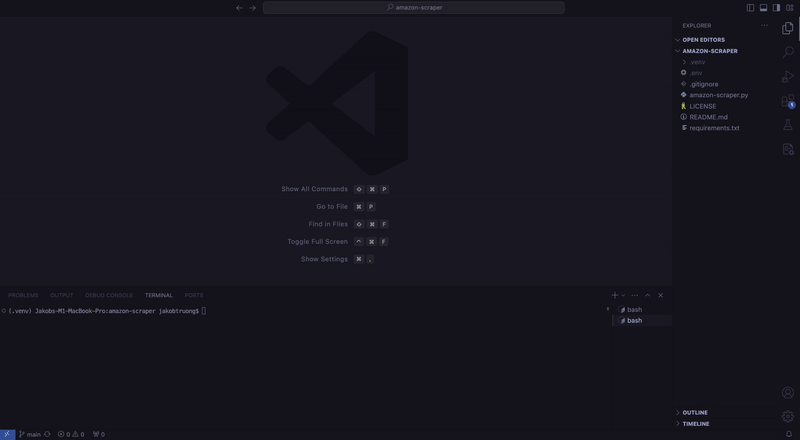 amazon-scraper
EXPLORER
OPEN EDITORS
AMAZON-SCRAPER
.venv
.env
.gitignore
amazon-scraper.py
LICENSE
README.md
requirements.txt
1
Show All Commands ⇧ ⌘ P
Go to File ⌘ P
Find in Files ⇧ ⌘ F
Toggle Full Screen ^ ⌘ F
Show Settings ⌘ ,
PROBLEMS OUTPUT DEBUG CONSOLE TERMINAL PORTS
(.venv) Jakobs-M1-MacBook-Pro:amazon-scraper jakobtruong$
bash
bash
OUTLINE
TIMELINE
main 0 0 0